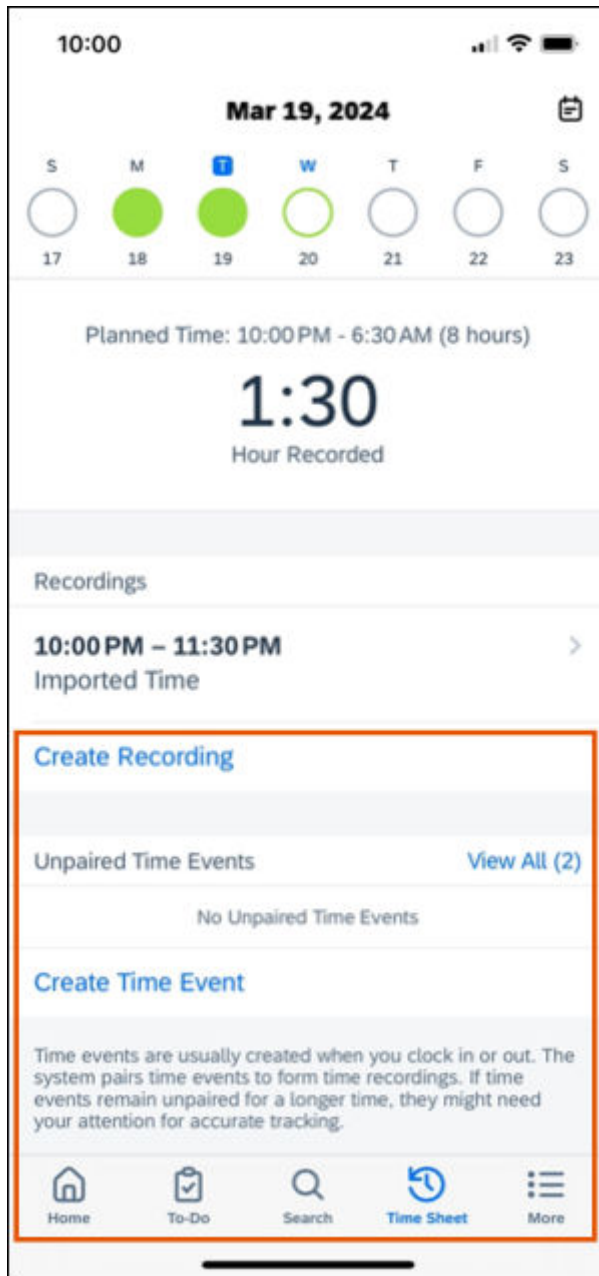 10:00
Mar 19, 2024
S M T W T F S
17 18 19 20 21 22 23
Planned Time: 10:00 PM - 6:30 AM (8 hours)
1:30
Hour Recorded
Recordings
10:00 PM – 11:30 PM
Imported Time
Create Recording
Unpaired Time Events View All (2)
No Unpaired Time Events
Create Time Event
Time events are usually created when you clock in or out. The
system pairs time events to form time recordings. If time
events remain unpaired for a longer time, they might need
your attention for accurate tracking.
Home To-Do Search Time Sheet More